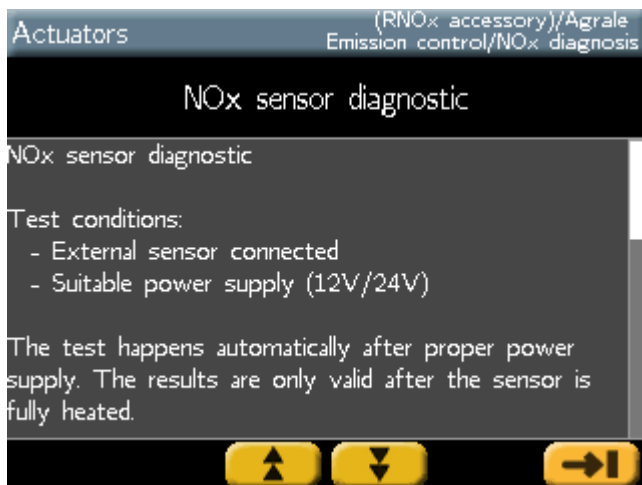 Actuators
(RNOx accessory)/Agrale
Emission control/NOx diagnosis
NOx sensor diagnostic
NOx sensor diagnostic
Test conditions:
- External sensor connected
- Suitable power supply (12V/24V)
The test happens automatically after proper power
supply. The results are only valid after the sensor is
fully heated.